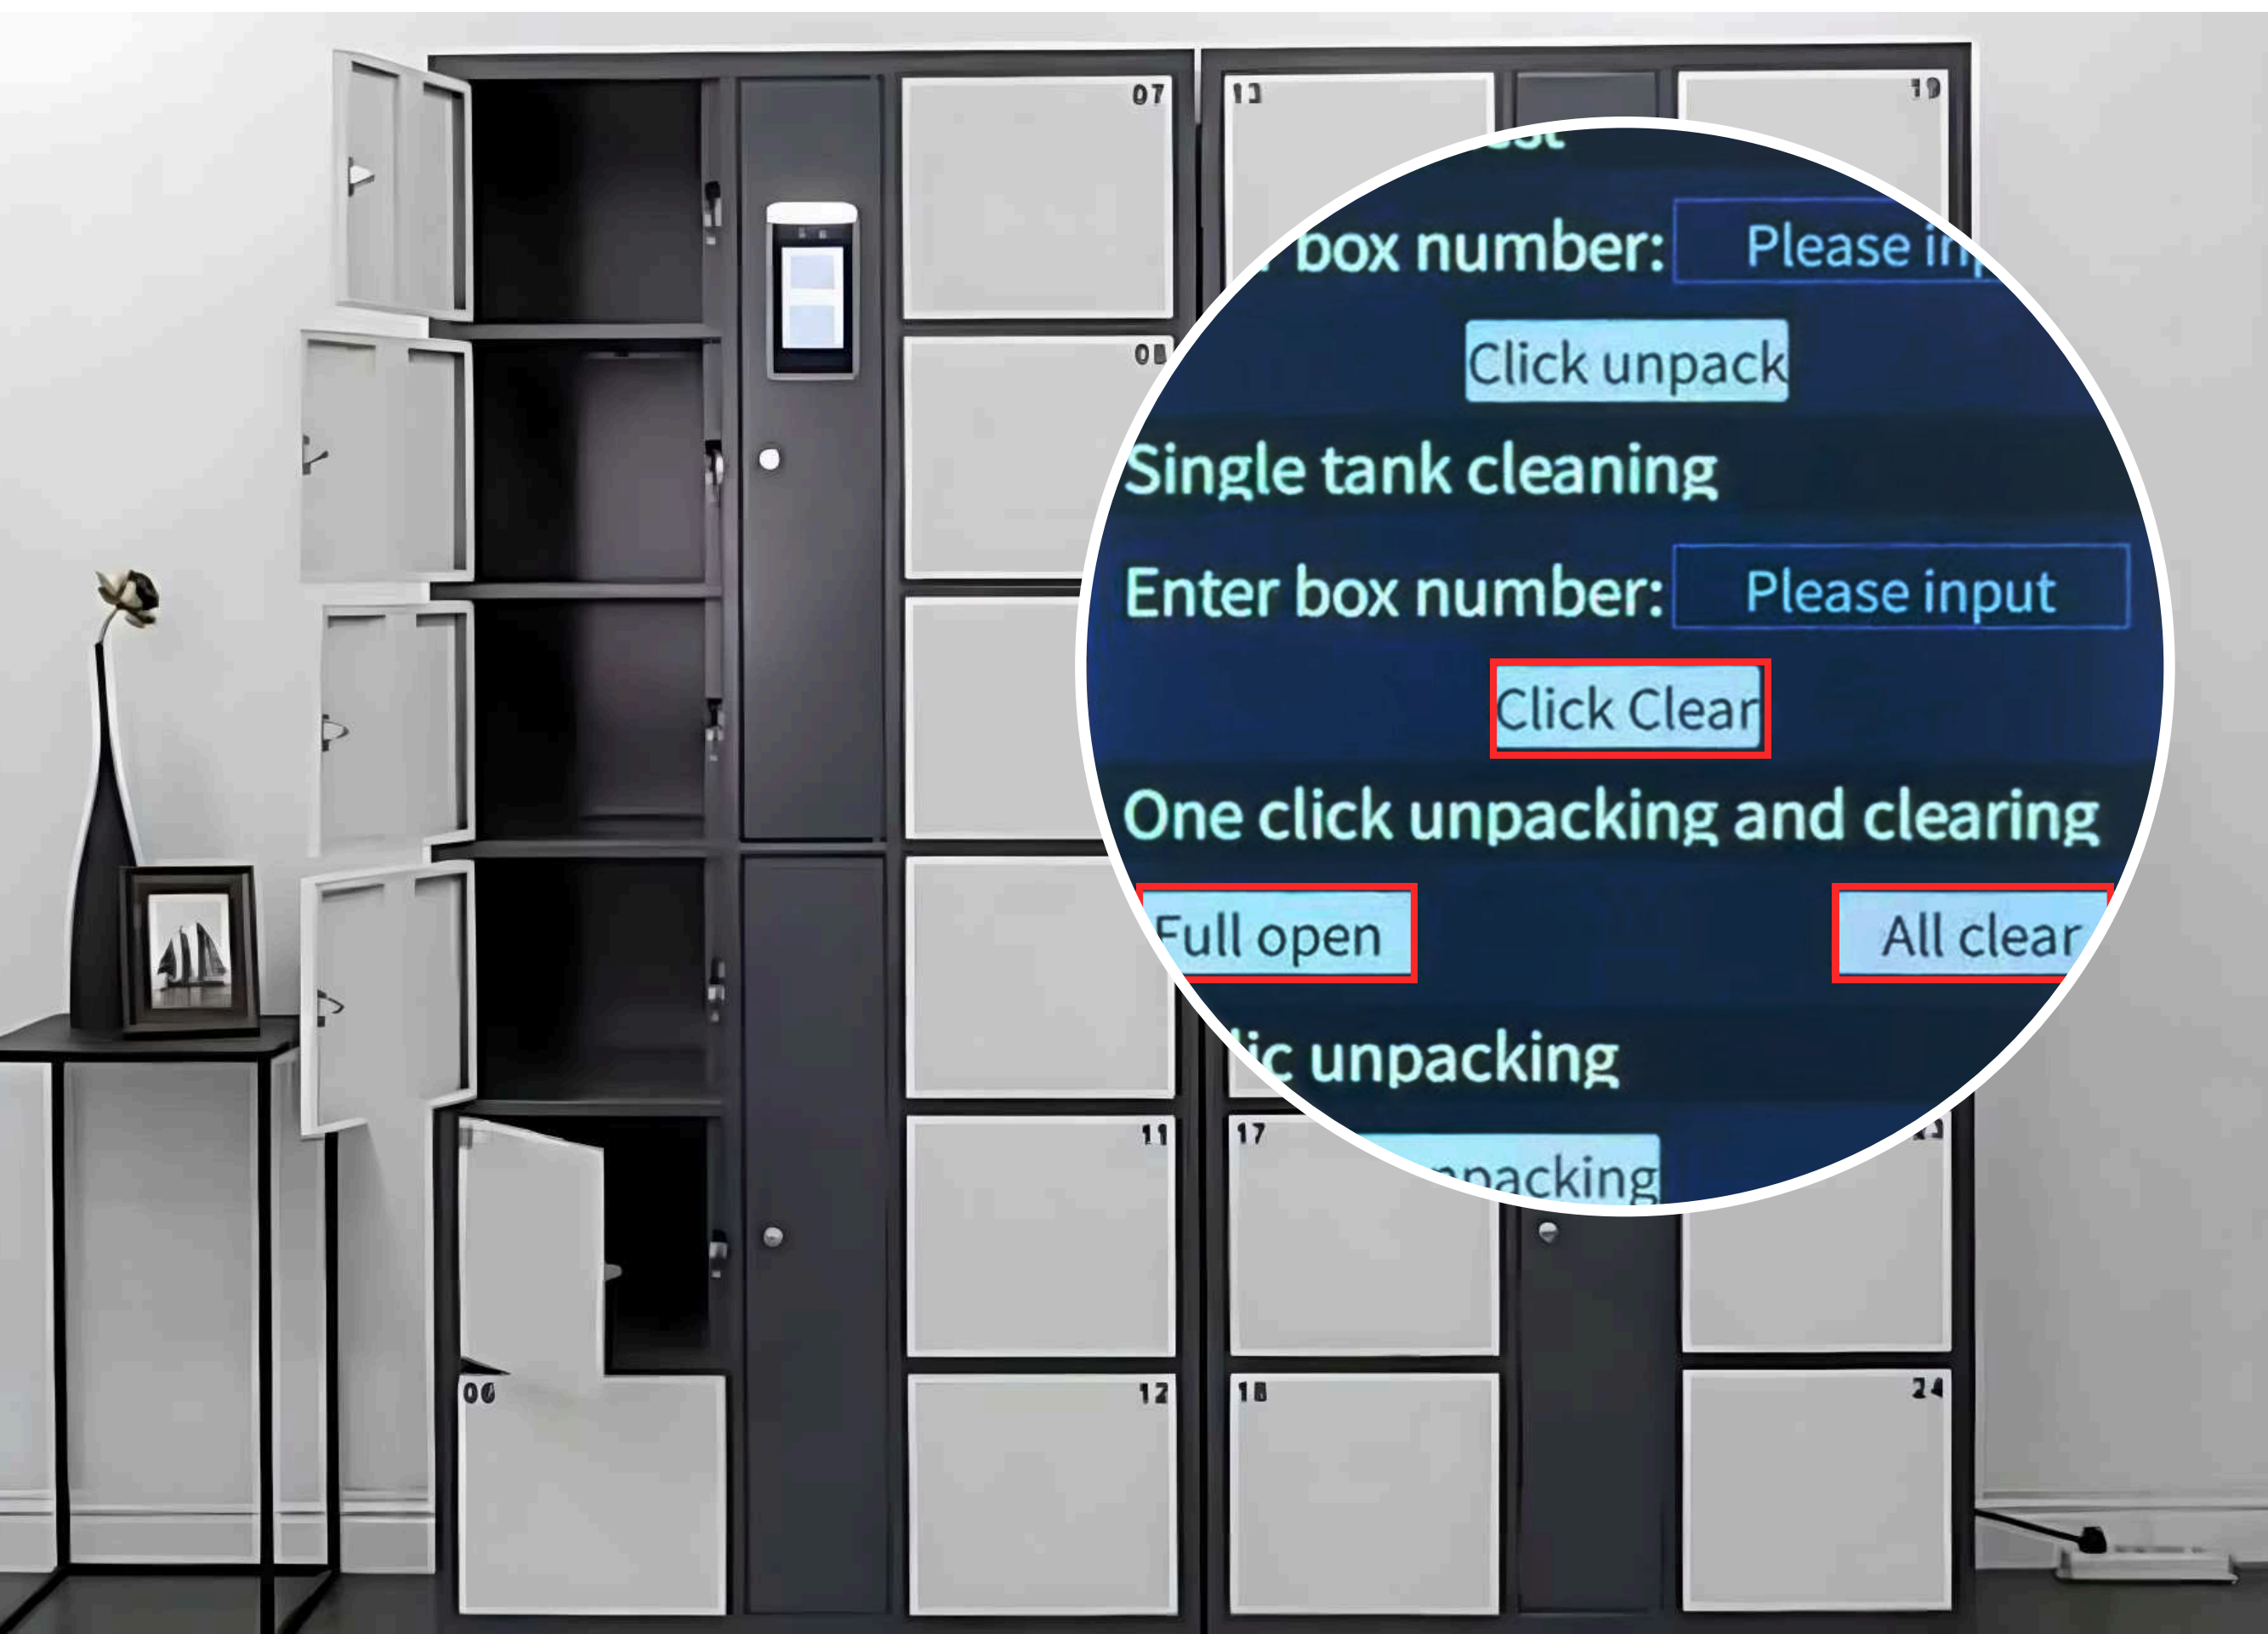 07
13
19
08
box number:
Please
Click unpack
Single tank cleaning
Enter box number:
Please input
Click Clear
One click unpacking and clearing
Full open
All clear
unpacking
11
17
06
12
18
24